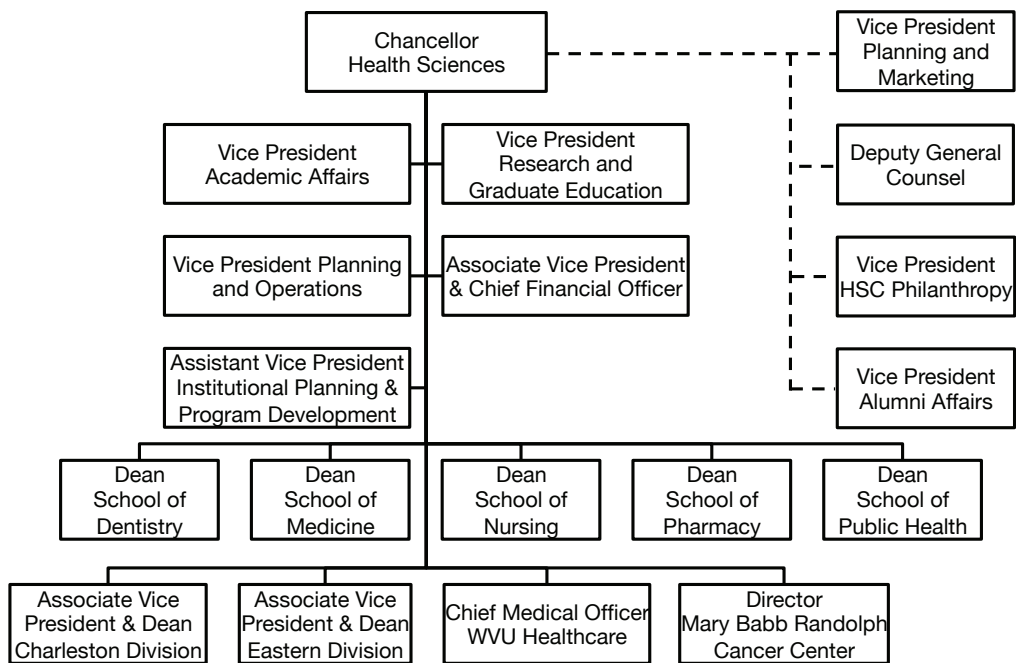 Chancellor
Health Sciences
Vice President
Planning and
Marketing
Vice President
Academic Affairs
Vice President
Research and
Graduate Education
Deputy General
Counsel
Vice President Planning
and Operations
Associate Vice President
& Chief Financial Officer
Vice President
HSC Philanthropy
Assistant Vice President
Institutional Planning &
Program Development
Vice President
Alumni Affairs
Dean
School of
Dentistry
Dean
School of
Medicine
Dean
School of
Nursing
Dean
School of
Pharmacy
Dean
School of
Public Health
Associate Vice
President & Dean
Charleston Division
Associate Vice
President & Dean
Eastern Division
Chief Medical Officer
WVU Healthcare
Director
Mary Babb Randolph
Cancer Center